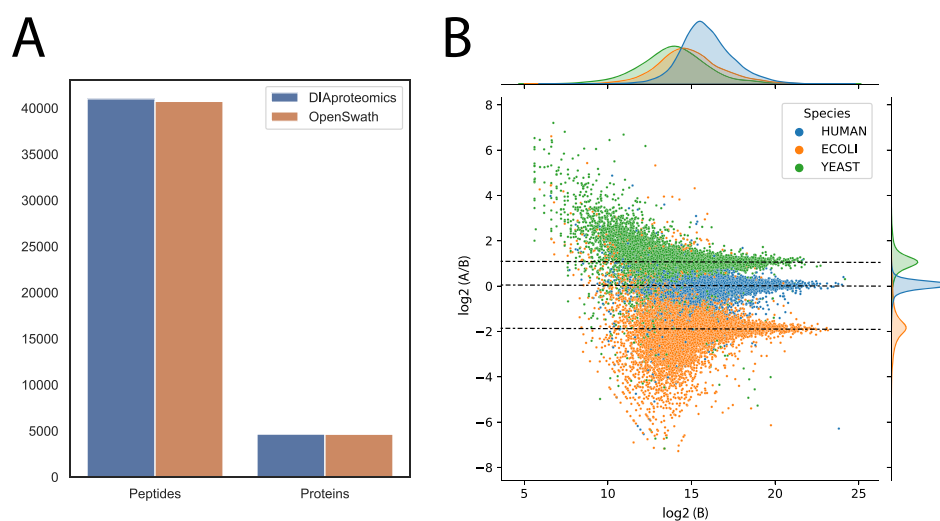 A
DIAproteomics
OpenSwath
40000
35000
30000
25000
20000
15000
10000
5000
0
Peptides
Proteins
B
Species
HUMAN
ECOLI
YEAST
8
6
4
2
0
−2
−4
−6
−8
log2 (A/B)
5
10
15
20
25
log2 (B)